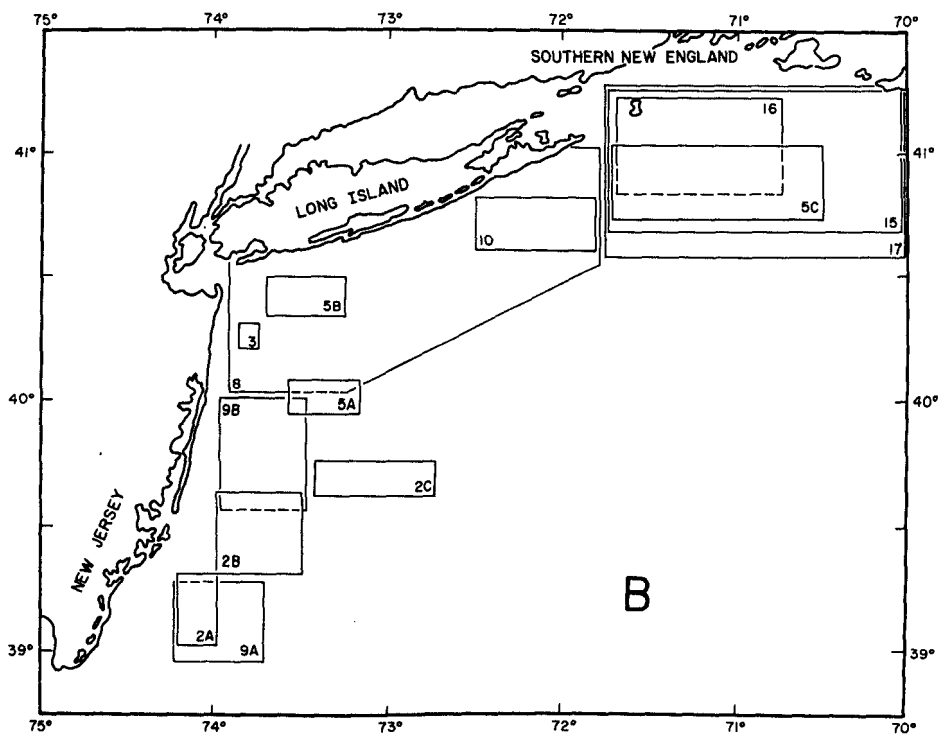 75° 74° 73° 72° 71° 70°
SOUTHERN NEW ENGLAND
16
41° 41°
LONG ISLAND
5C
15
10
17
5B
3
8
40° 5A 40°
9B
2C
NEW JERSEY
2B
B
2A
9A
39° 39°
75° 74° 73° 72° 71° 70°